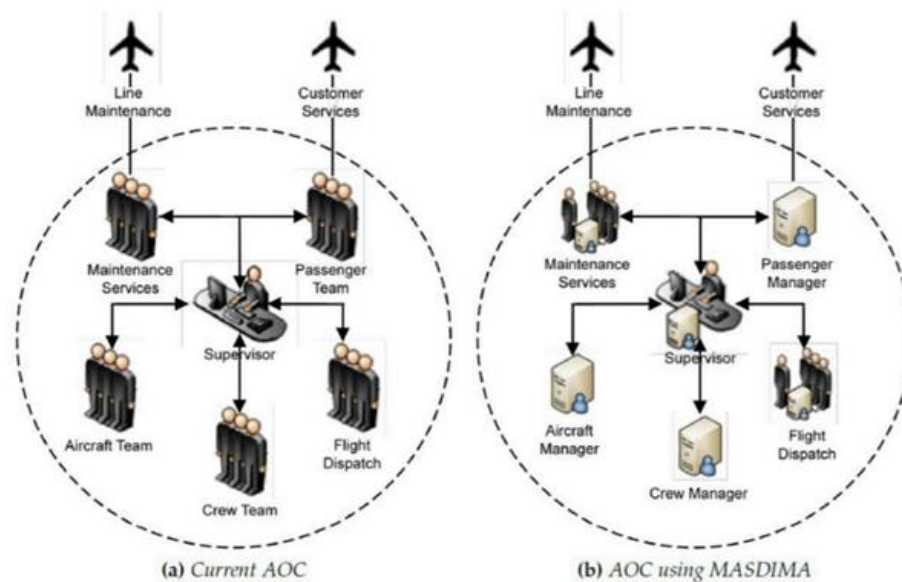 Line
Maintenance
Customer
Services
Maintenance
Services
Passenger
Team
Supervisor
Aircraft Team
Flight
Dispatch
Crew Team
(a) Current AOC
Line
Maintenance
Customer
Services
Maintenance
Services
Passenger
Manager
Supervisor
Aircraft
Manager
Flight
Dispatch
Crew Manager
(b) AOC using MASDIMA